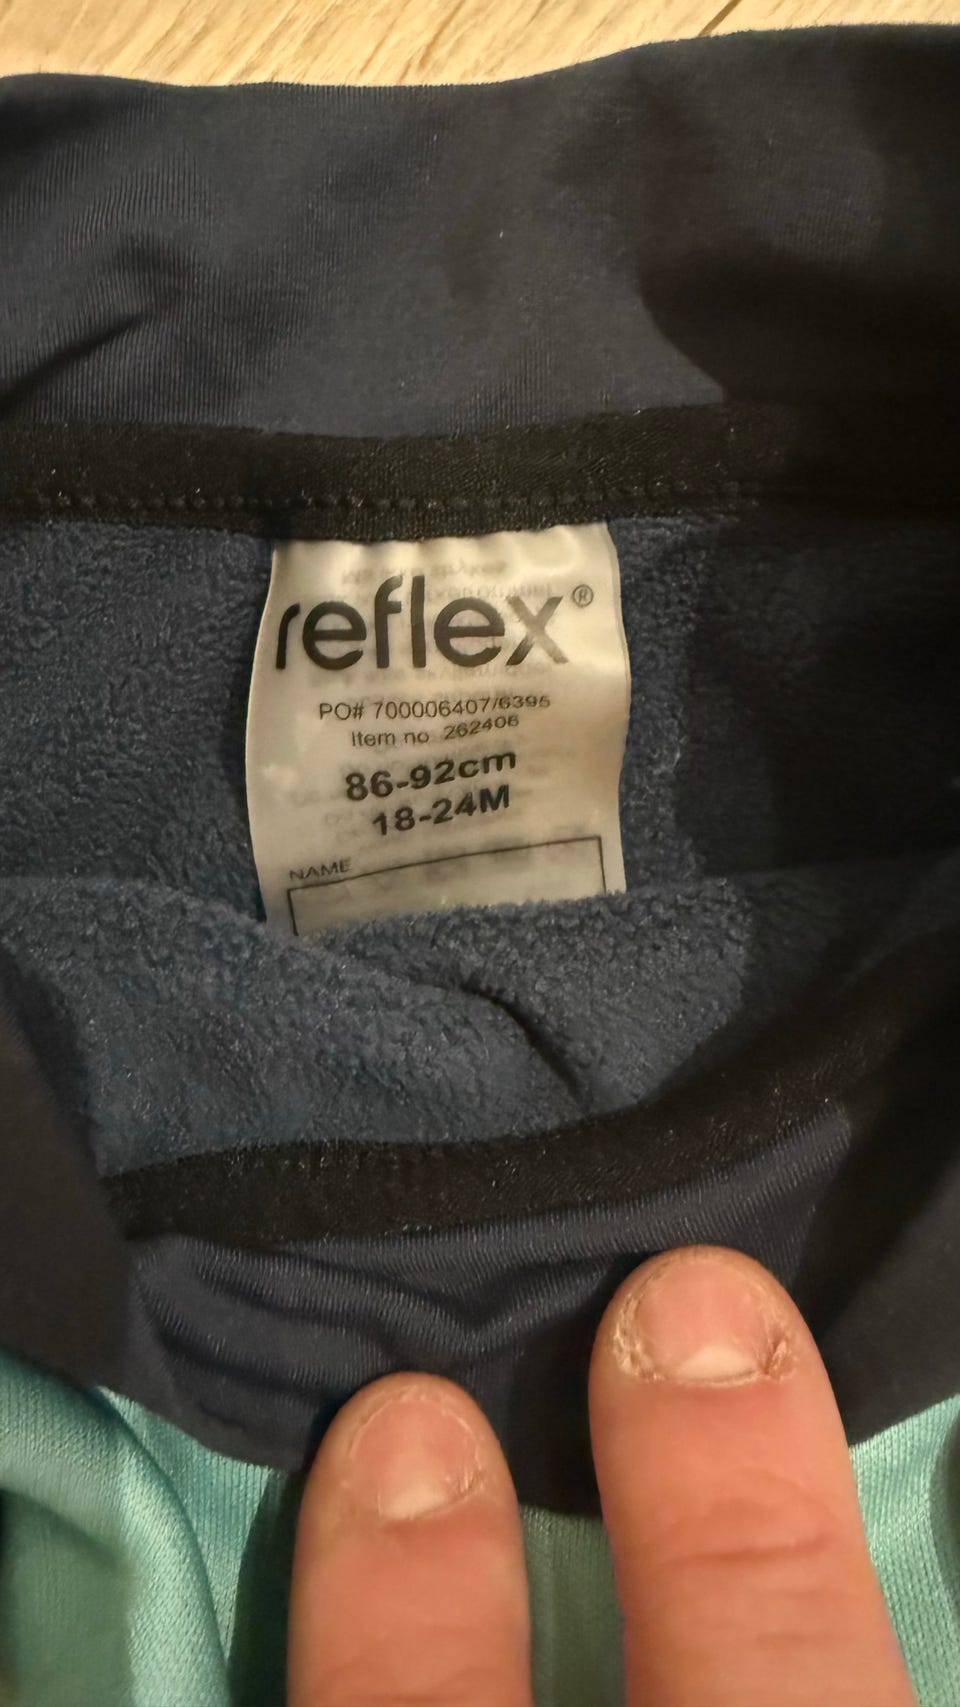 reflex®
PO# 700006407/6395
Item no 262406
86-92cm
18-24M
NAME